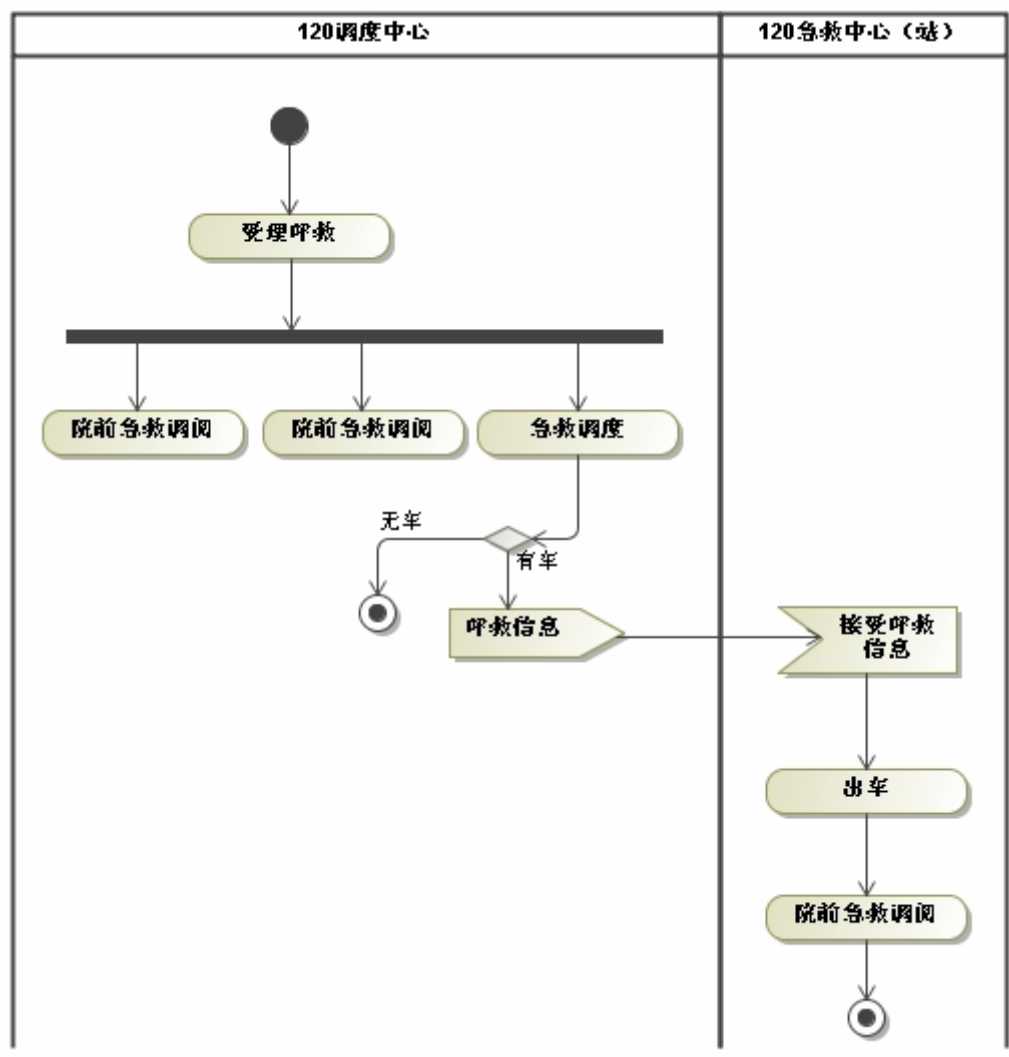 120调度中心
120急救中心（站）
受理呼救
院前急救调阅
院前急救调阅
急救调度
无车
有车
呼救信息
接受呼救
信息
出车
院前急救调阅